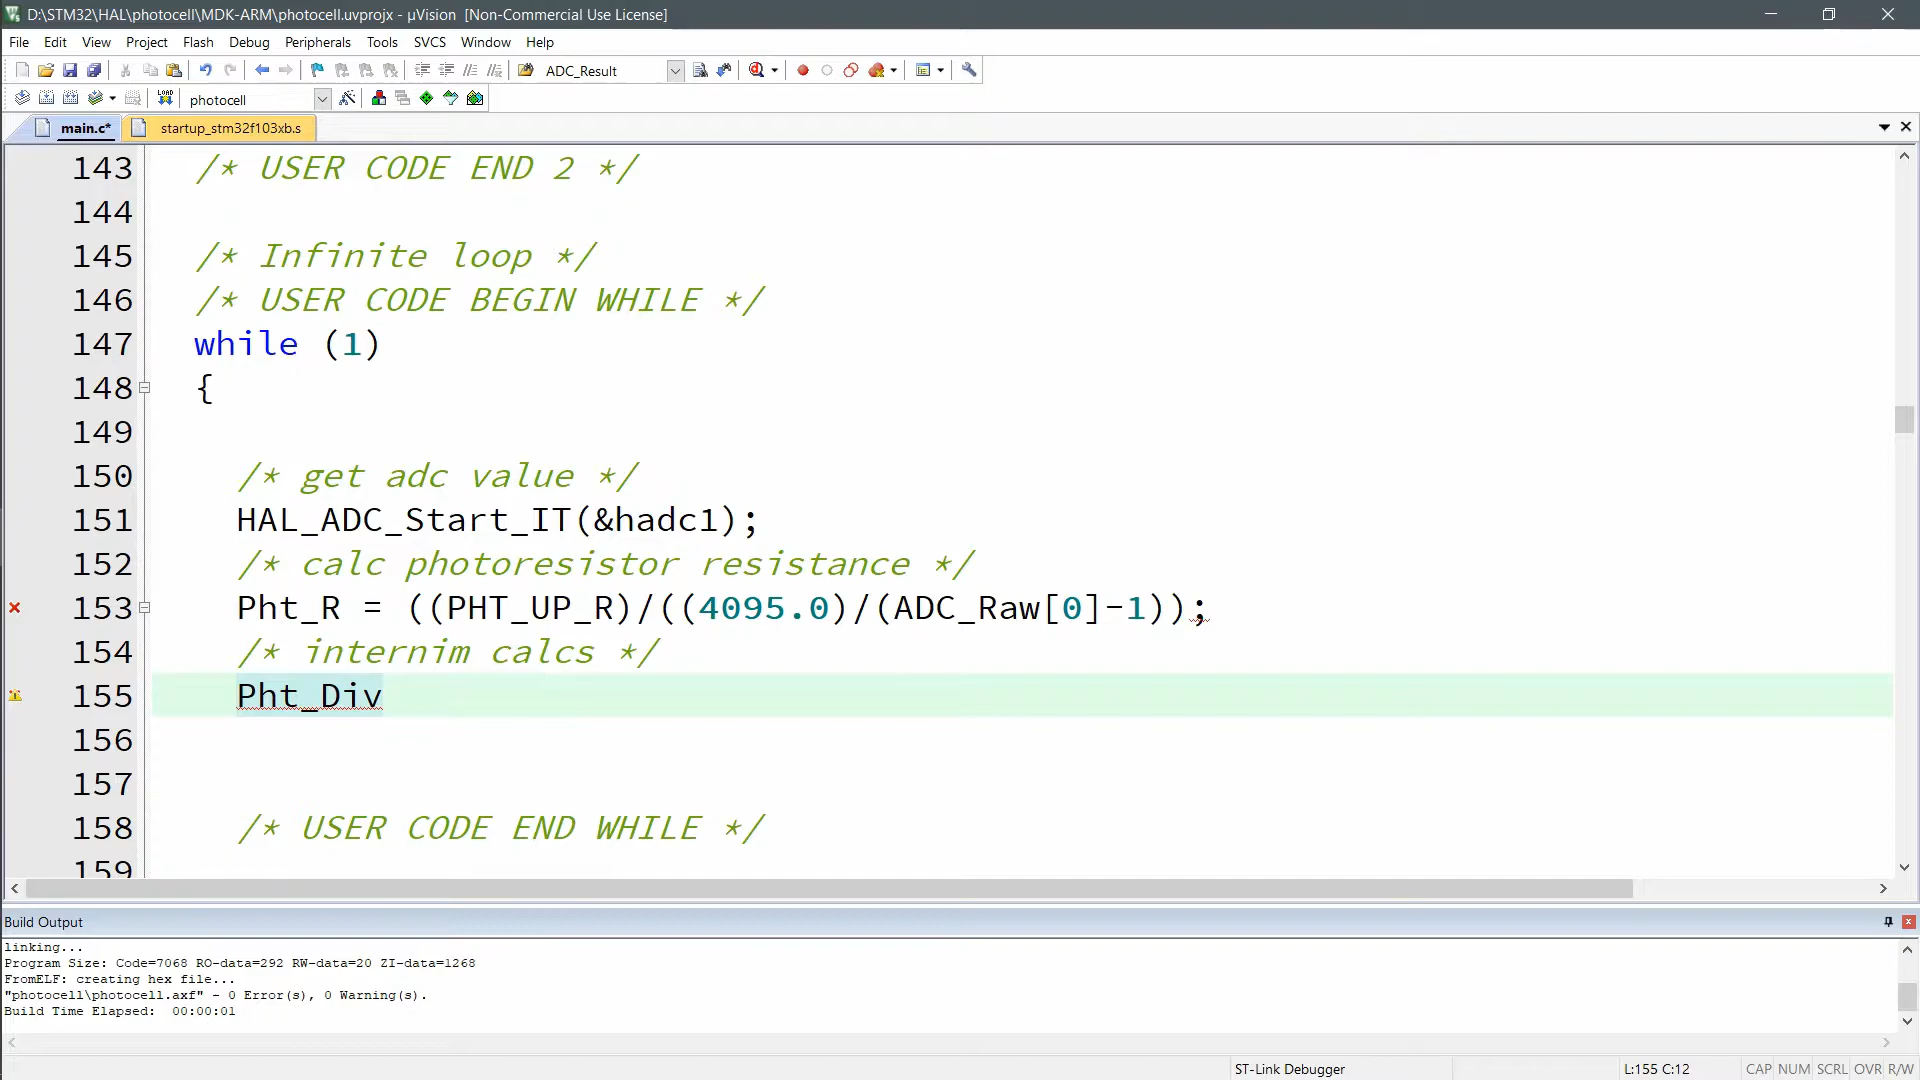 D:\STM32\HAL\photocell\MDK-ARM\photocell.uvprojx - µVision [Non-Commercial Use License]
File Edit View Project Flash Debug Peripherals Tools SVCS Window Help
ADC_Result
LOAD photocell
main.c* startup_stm32f103xb.s
143 /* USER CODE END 2 */
144
145 /* Infinite loop */
146 /* USER CODE BEGIN WHILE */
147 while (1)
148 {
149
150 /* get adc value */
151 HAL_ADC_Start_IT(&hadc1);
152 /* calc photoresistor resistance */
153 Pht_R = ((PHT_UP_R)/((4095.0)/(ADC_Raw[0]-1));
154 /* internim calcs */
155 Pht_Div
156
157
158 /* USER CODE END WHILE */
159
Build Output
linking...
Program Size: Code=7068 RO-data=292 RW-data=20 ZI-data=1268
FromELF: creating hex file...
"photocell\photocell.axf" - 0 Error(s), 0 Warning(s).
Build Time Elapsed: 00:00:01
ST-Link Debugger L:155 C:12 CAP NUM SCRL OVR R/W